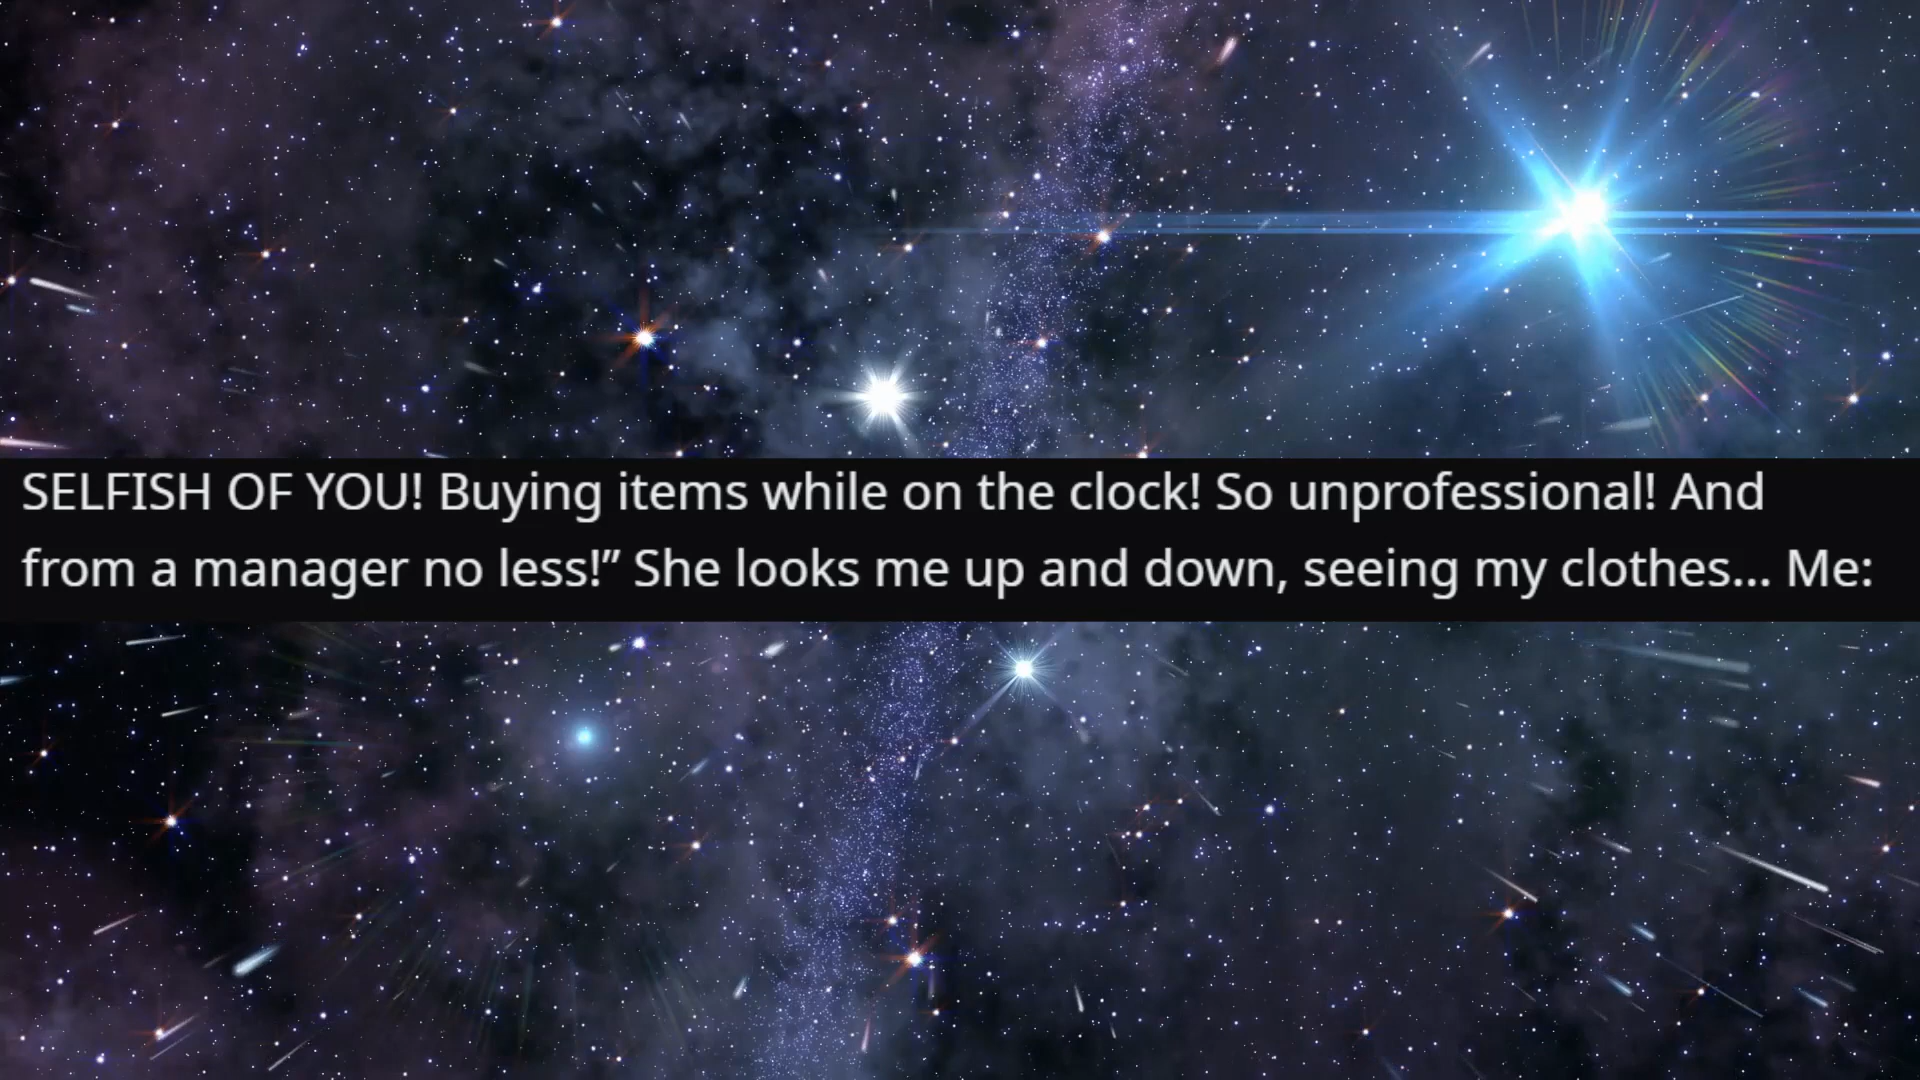 SELFISH OF YOU! Buying items while on the clock! So unprofessional! And
from a manager no less!” She looks me up and down, seeing my clothes... Me: